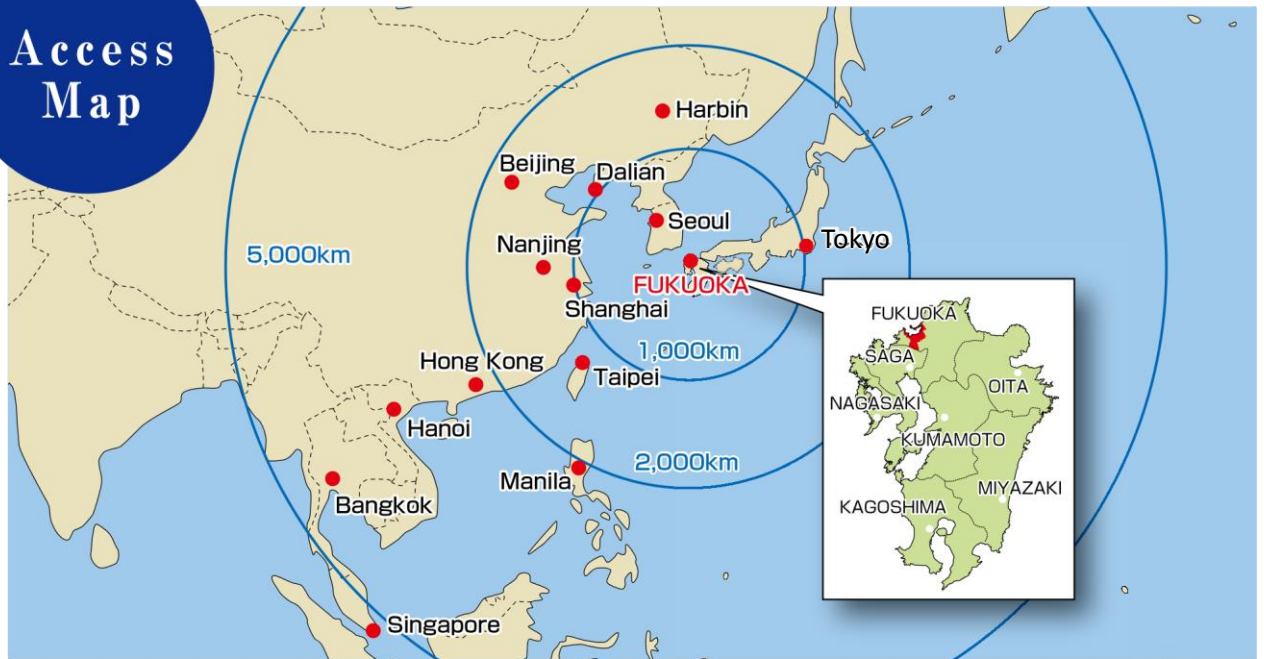 Access
Map
Harbin
Beijing
Dalian
Seoul
Tokyo
Nanjing
5,000km
FUKUOKA
Shanghai
1,000km
Hong Kong
Taipei
Hanoi
2,000km
Manila
Bangkok
Singapore
FUKUOKA
SAGA
OITA
NAGASAKI
KUMAMOTO
MIYAZAKI
KAGOSHIMA